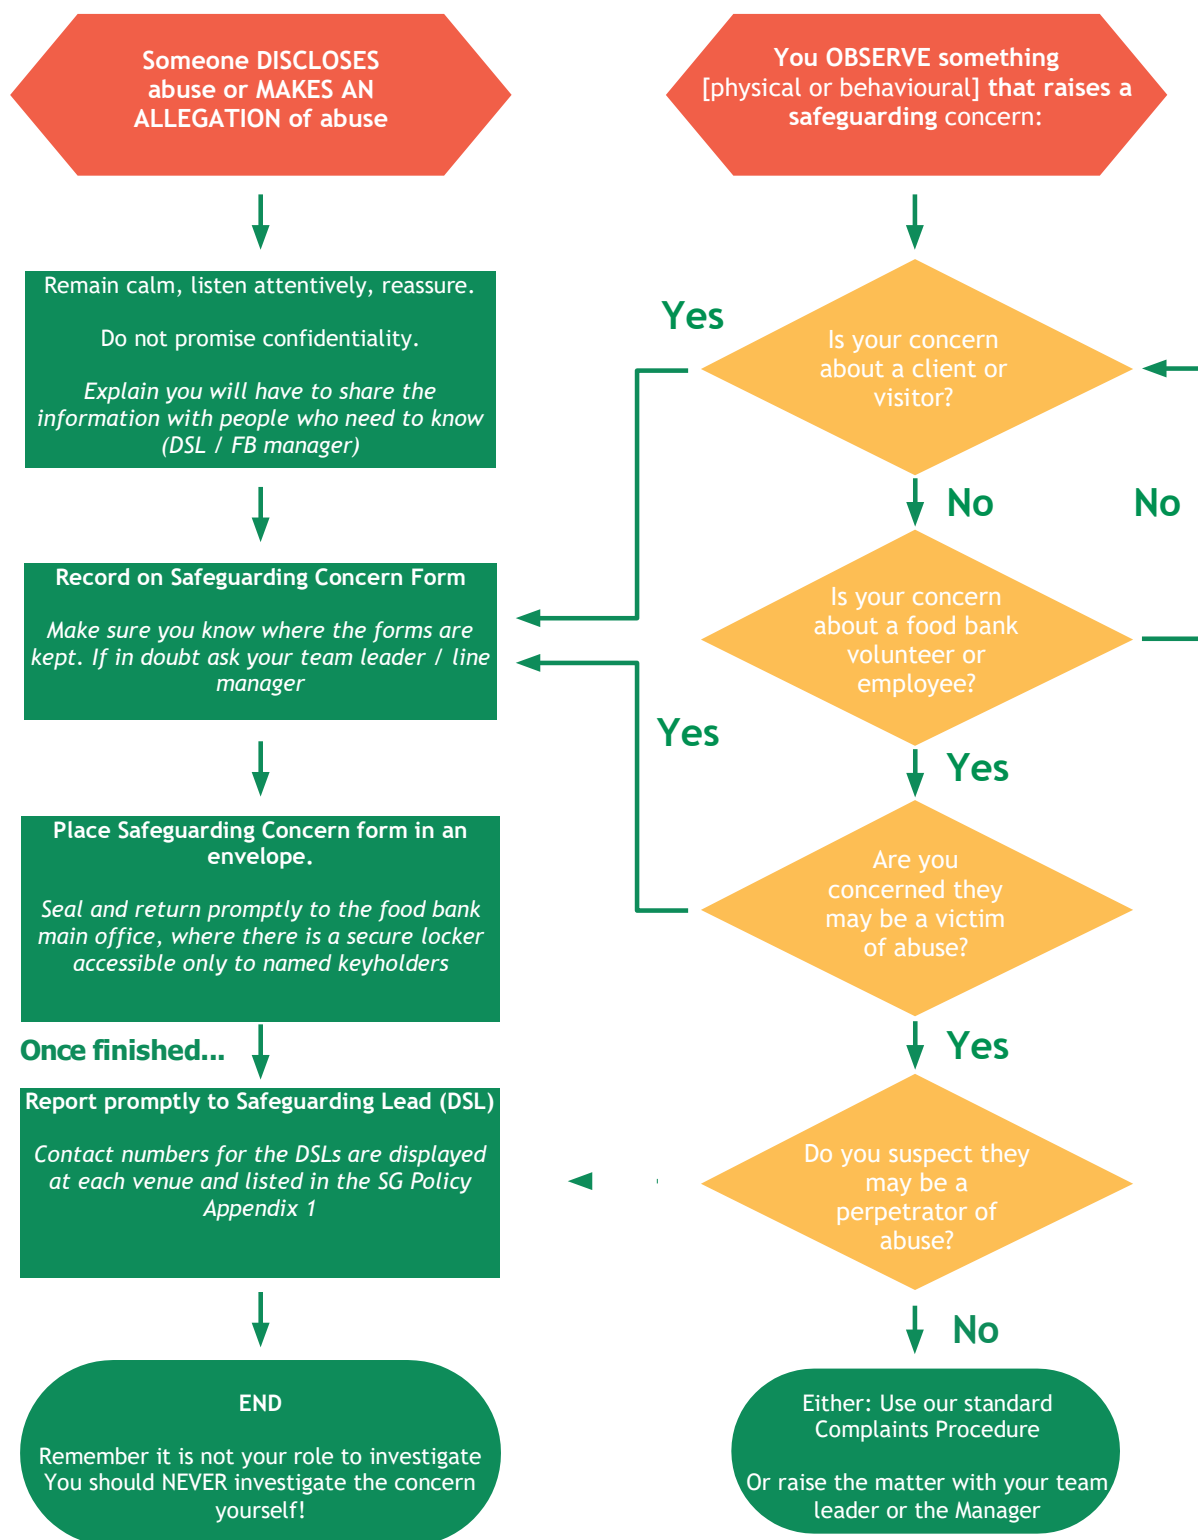 Someone DISCLOSES
abuse or MAKES AN
ALLEGATION of abuse
Remain calm, listen attentively, reassure.
Do not promise confidentiality.
Explain you will have to share the
information with people who need to know
(DSL / FB manager)
Record on Safeguarding Concern Form
Make sure you know where the forms are
kept. If in doubt ask your team leader / line
manager
Place Safeguarding Concern form in an
envelope.
Seal and return promptly to the food bank
main office, where there is a secure locker
accessible only to named keyholders
Once finished...
Report promptly to Safeguarding Lead (DSL)
Contact numbers for the DSLs are displayed
at each venue and listed in the SG Policy
Appendix 1
END
Remember it is not your role to investigate
You should NEVER investigate the concern
yourself!
You OBSERVE something
[physical or behavioural] that raises a
safeguarding concern:
Yes
Is your concern
about a client or
visitor?
No
No
Is your concern
about a food bank
volunteer or
employee?
Yes
Yes
Are you
concerned they
may be a victim
of abuse?
Yes
Do you suspect they
may be a
perpetrator of
abuse?
No
Either: Use our standard
Complaints Procedure
Or raise the matter with your team
leader or the Manager